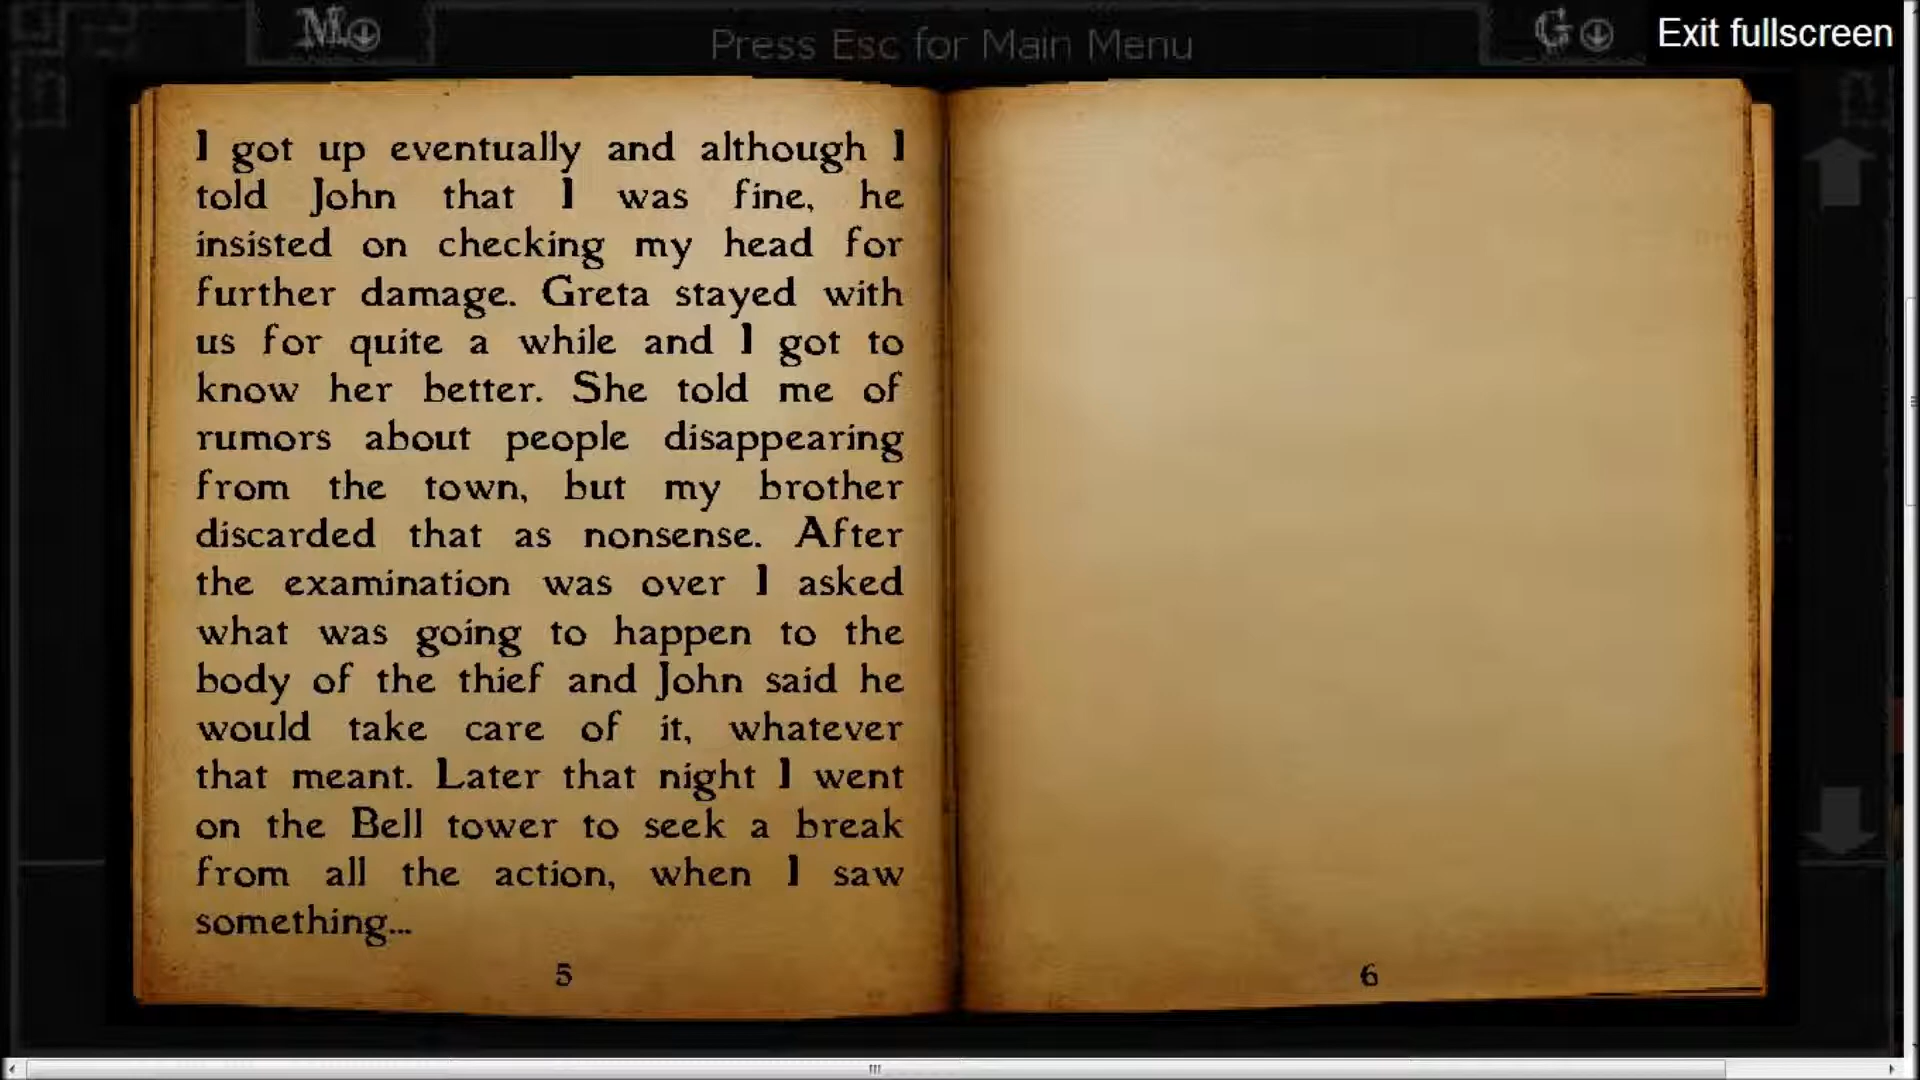 M
Press Esc for Main Menu
G
Exit fullscreen
I got up eventually and although I
told John that I was fine, he
insisted on checking my head for
further damage. Greta stayed with
us for quite a while and I got to
know her better. She told me of
rumors about people disappearing
from the town, but my brother
discarded that as nonsense. After
the examination was over I asked
what was going to happen to the
body of the thief and John said he
would take care of it, whatever
that meant. Later that night I went
on the Bell tower to seek a break
from all the action, when I saw
something...
5
6